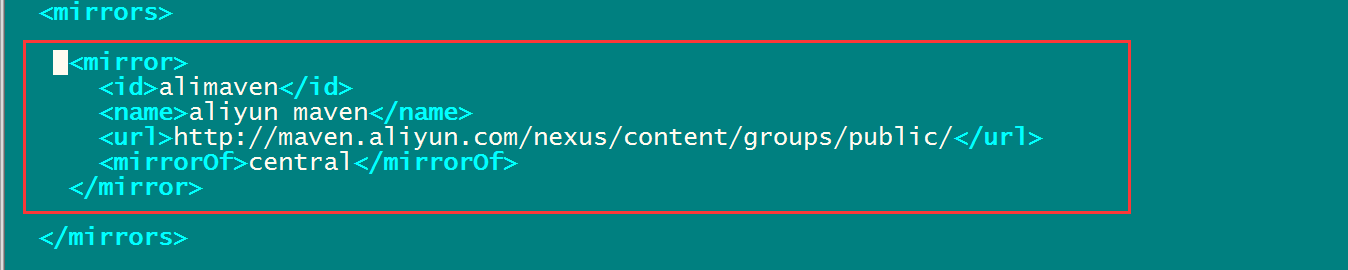 <mirrors>
<mirror>
<id>alimaven</id>
<name>aliyun maven</name>
<url>http://maven.aliyun.com/nexus/content/groups/public/</url>
<mirrorOf>central</mirrorOf>
</mirror>
</mirrors>